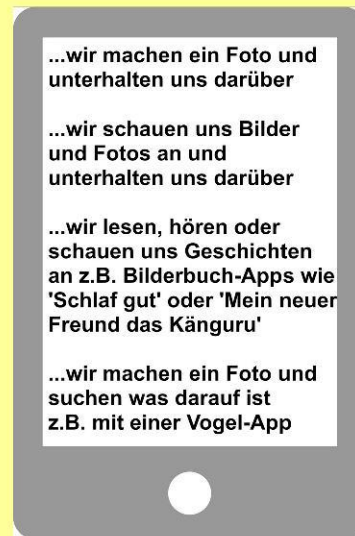 ...wir machen ein Foto und
unterhalten uns darüber
...wir schauen uns Bilder
und Fotos an und
unterhalten uns darüber
...wir lesen, hören oder
schauen uns Geschichten
an z.B. Bilderbuch-Apps wie
'Schlaf gut' oder 'Mein neuer
Freund das Känguru'
...wir machen ein Foto und
suchen was darauf ist
z.B. mit einer Vogel-App